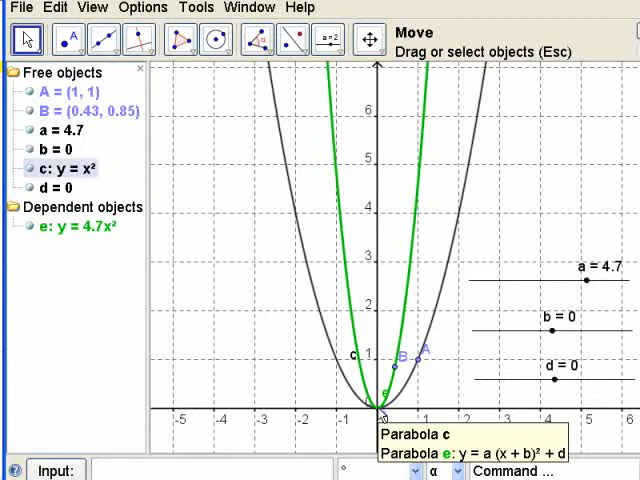 File Edit View Options Tools Window Help
A
a = 2
Move
Drag or select objects (Esc)
Free objects
A = (1, 1)
B = (0.43, 0.85)
a = 4.7
b = 0
c: y = x²
d = 0
Dependent objects
e: y = 4.7x²
6
5
4
3
2
1
c
B
A
e
a = 4.7
b = 0
d = 0
-5 -4 -3 -2 -1 1 2 3 4 5 6
Parabola c
Parabola e: y = a (x + b)² + d
Input:
°
α
Command ...